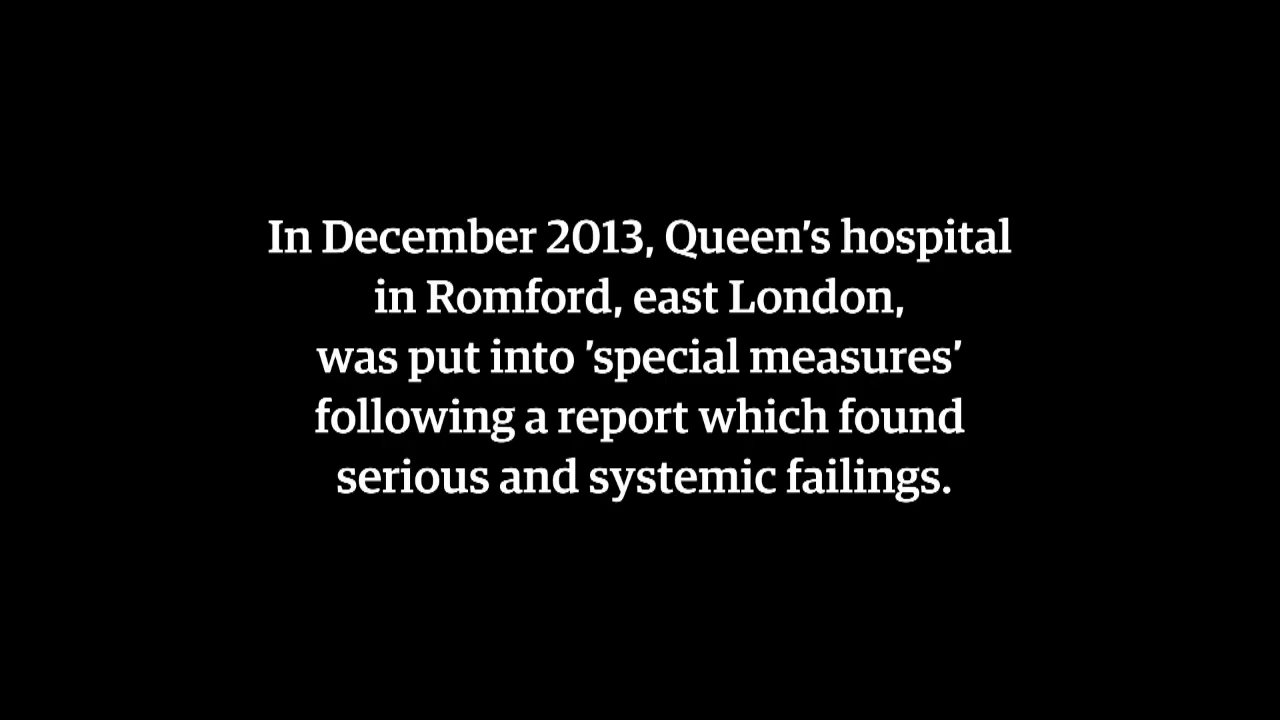 In December 2013, Queen’s hospital
in Romford, east London,
was put into ’special measures’
following a report which found
serious and systemic failings.